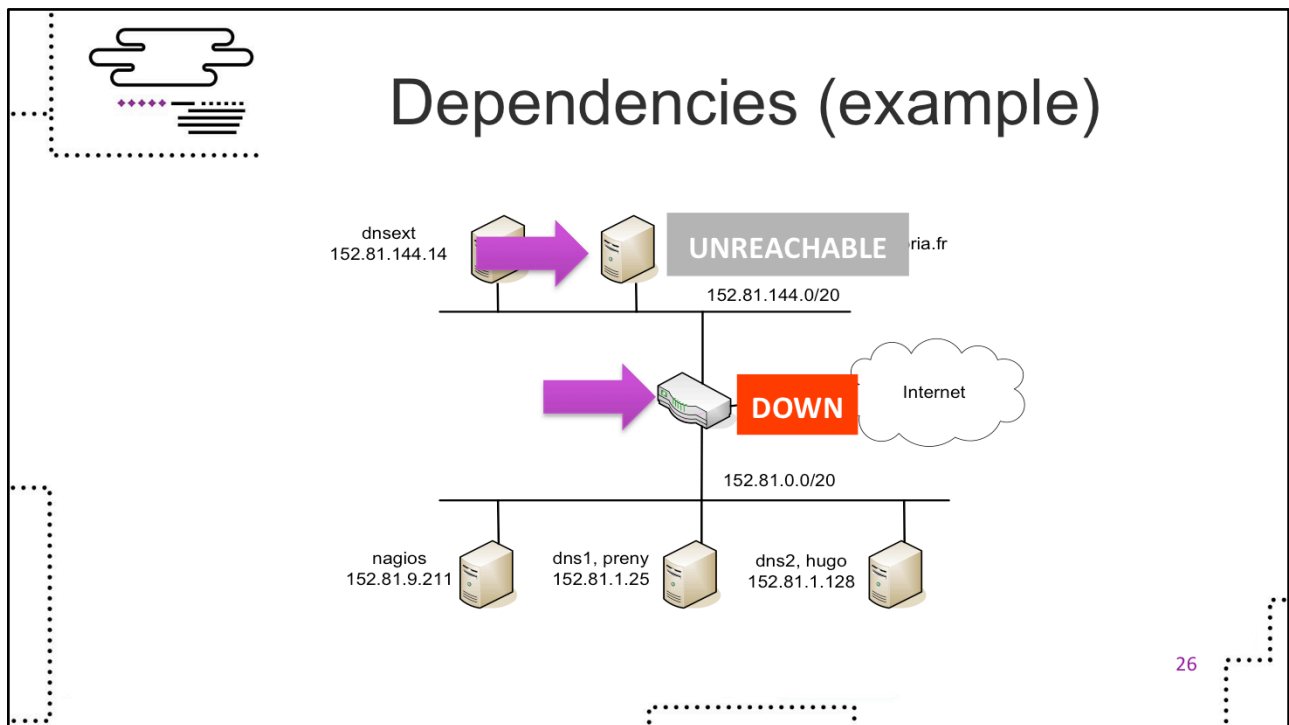 Dependencies (example)
dnsext
152.81.144.14
UNREACHABLE
ria.fr
152.81.144.0/20
DOWN
Internet
152.81.0.0/20
nagios
152.81.9.211
dns1, preny
152.81.1.25
dns2, hugo
152.81.1.128
26